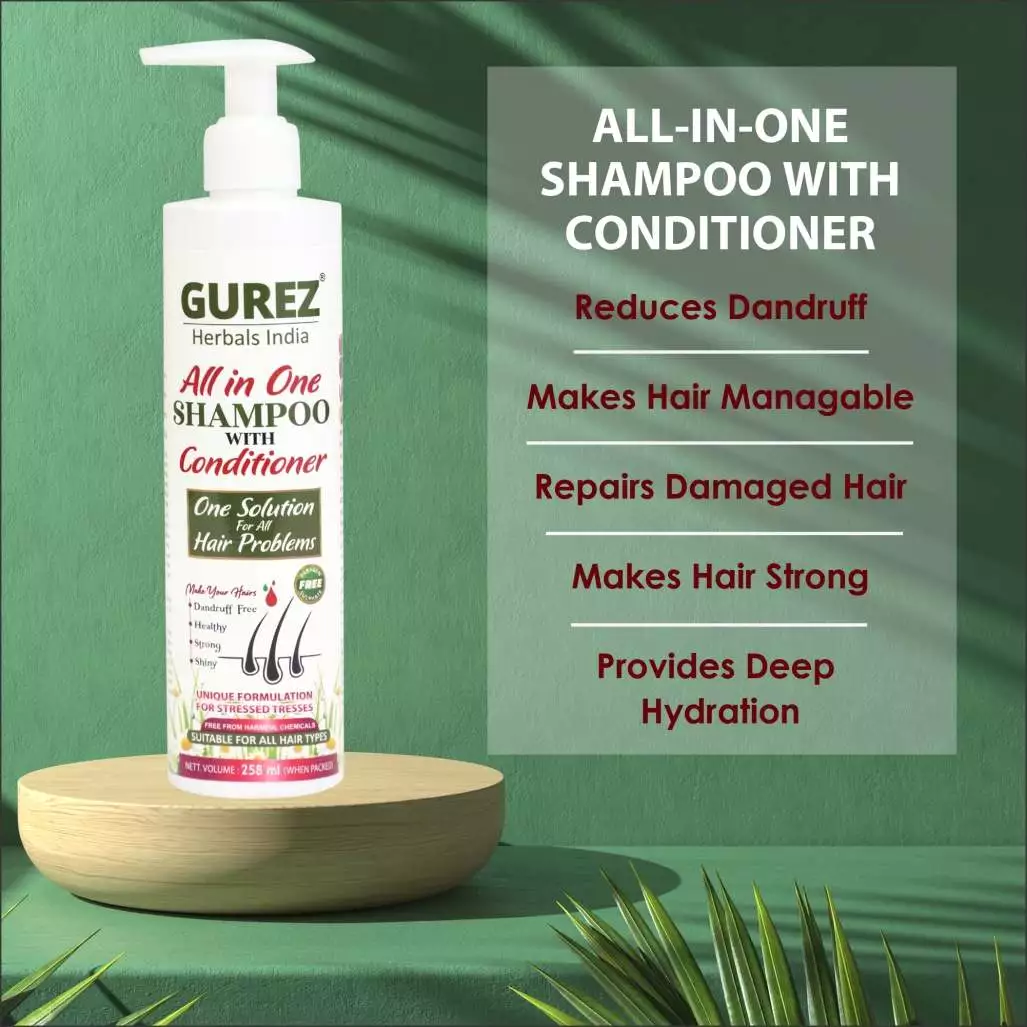 GUREZ®
Herbals India
All in One
SHAMPOO
WITH
Conditioner
One Solution
For All
Hair Problems
PARABEN
FREE
SULPHATE
Make Your Hairs
• Dandruff Free
• Healthy
• Strong
• Shiny
UNIQUE FORMULATION
FOR STRESSED TRESSES
FREE FROM HARMFUL CHEMICALS
SUITABLE FOR ALL HAIR TYPES
NETT VOLUME : 258 ml (WHEN PACKED)
ALL-IN-ONE
SHAMPOO WITH
CONDITIONER
Reduces Dandruff
Makes Hair Managable
Repairs Damaged Hair
Makes Hair Strong
Provides Deep
Hydration